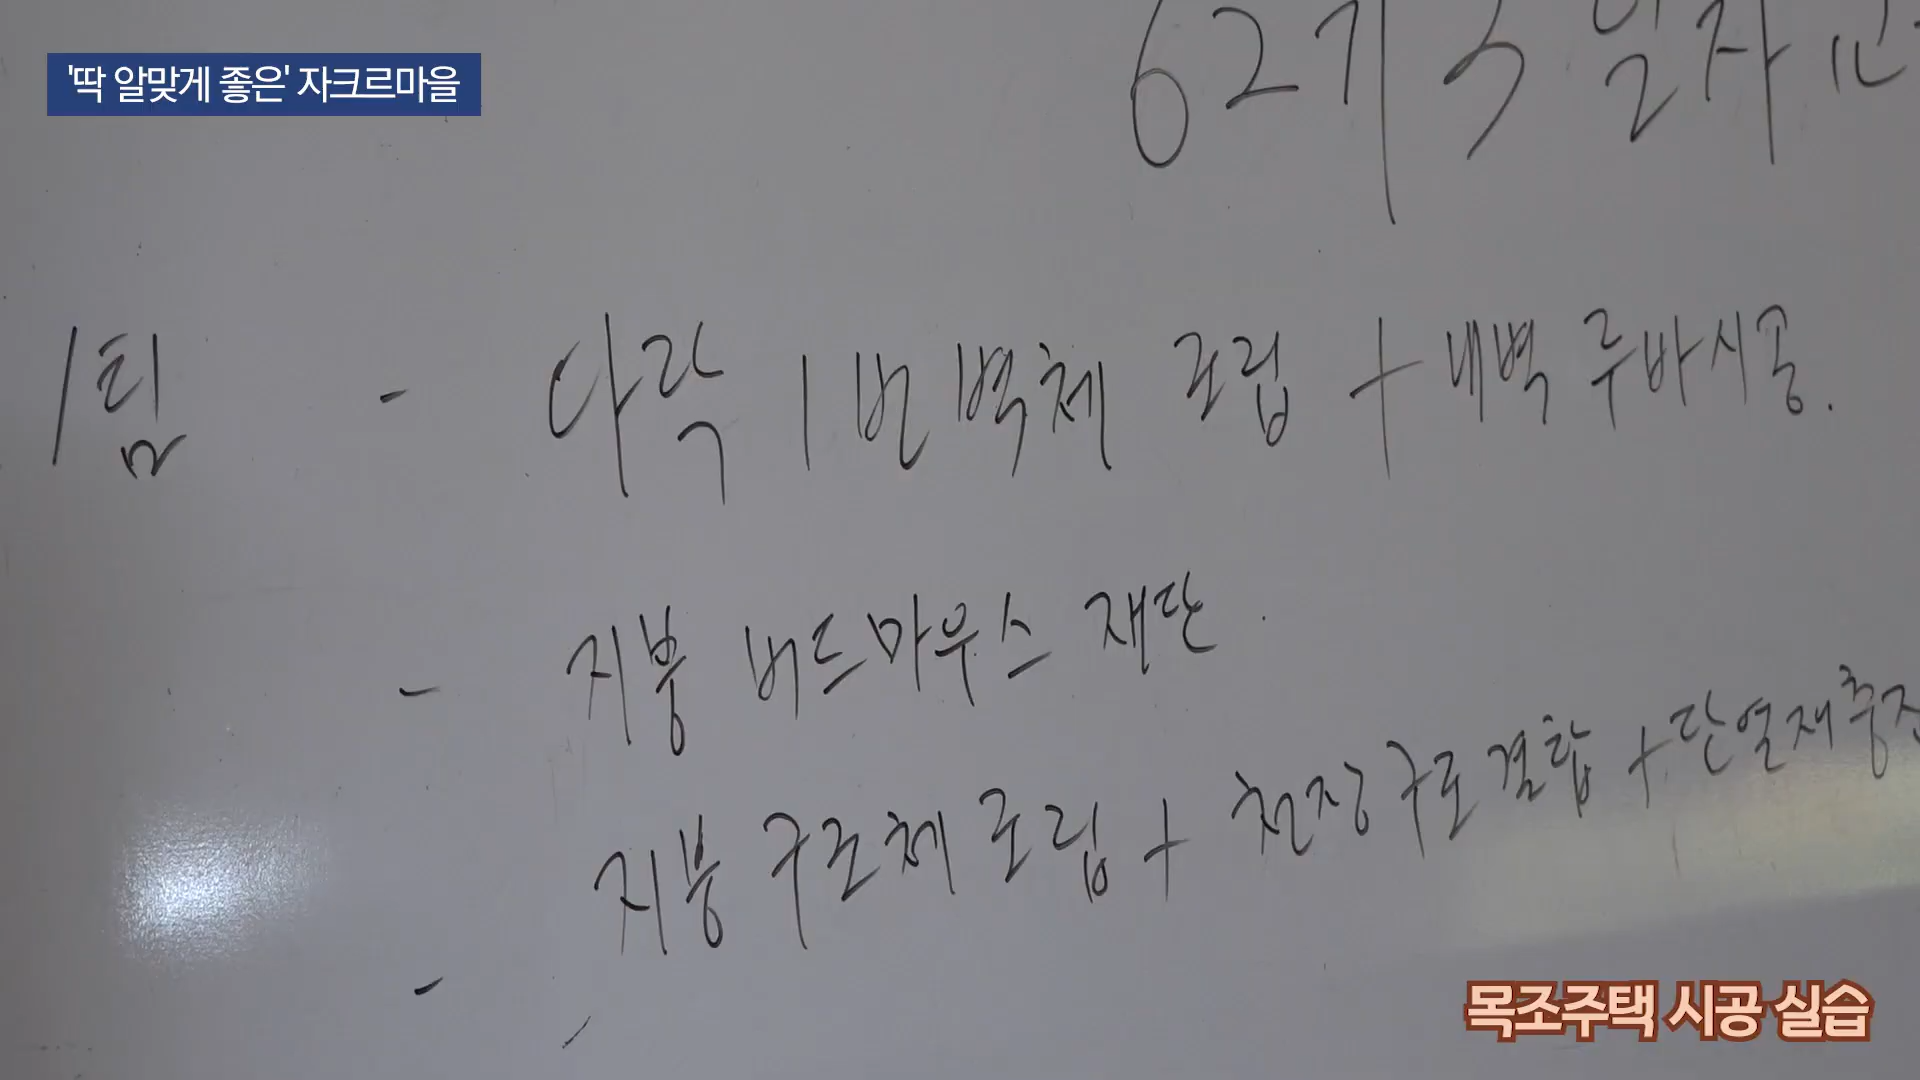 '딱 알맞게 좋은' 자크르마을
62기 3일차
1팀 - 다락 1번 벽체 조립 + 내벽 루바시공.
- 지붕 버드마우스 재단.
지붕 구조체 조립 + 천장구조결합 + 단열재충진
-
목조주택 시공 실습